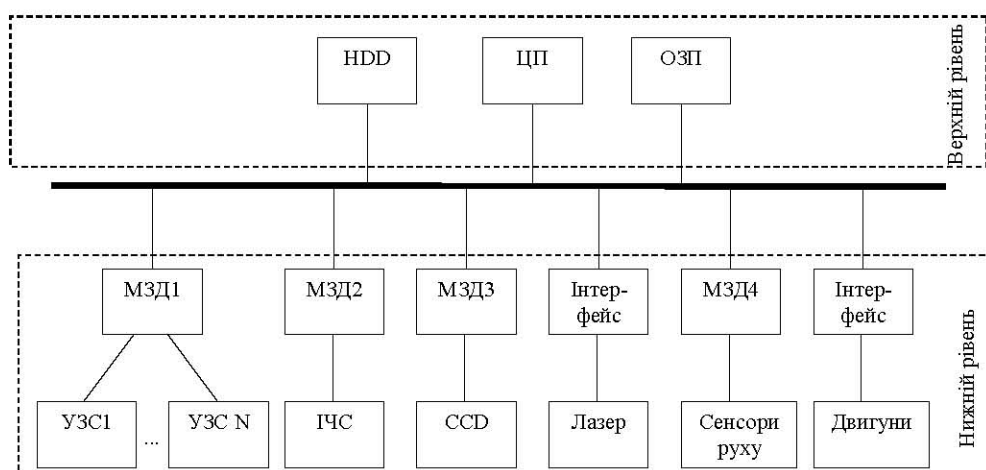 HDD
ЦП
ОЗП
Верхній рівень
МЗД1
МЗД2
МЗД3
Інтер-
фейс
МЗД4
Інтер-
фейс
УЗС1
...
УЗС N
ІЧС
CCD
Лазер
Сенсори
руху
Двигуни
Нижній рівень